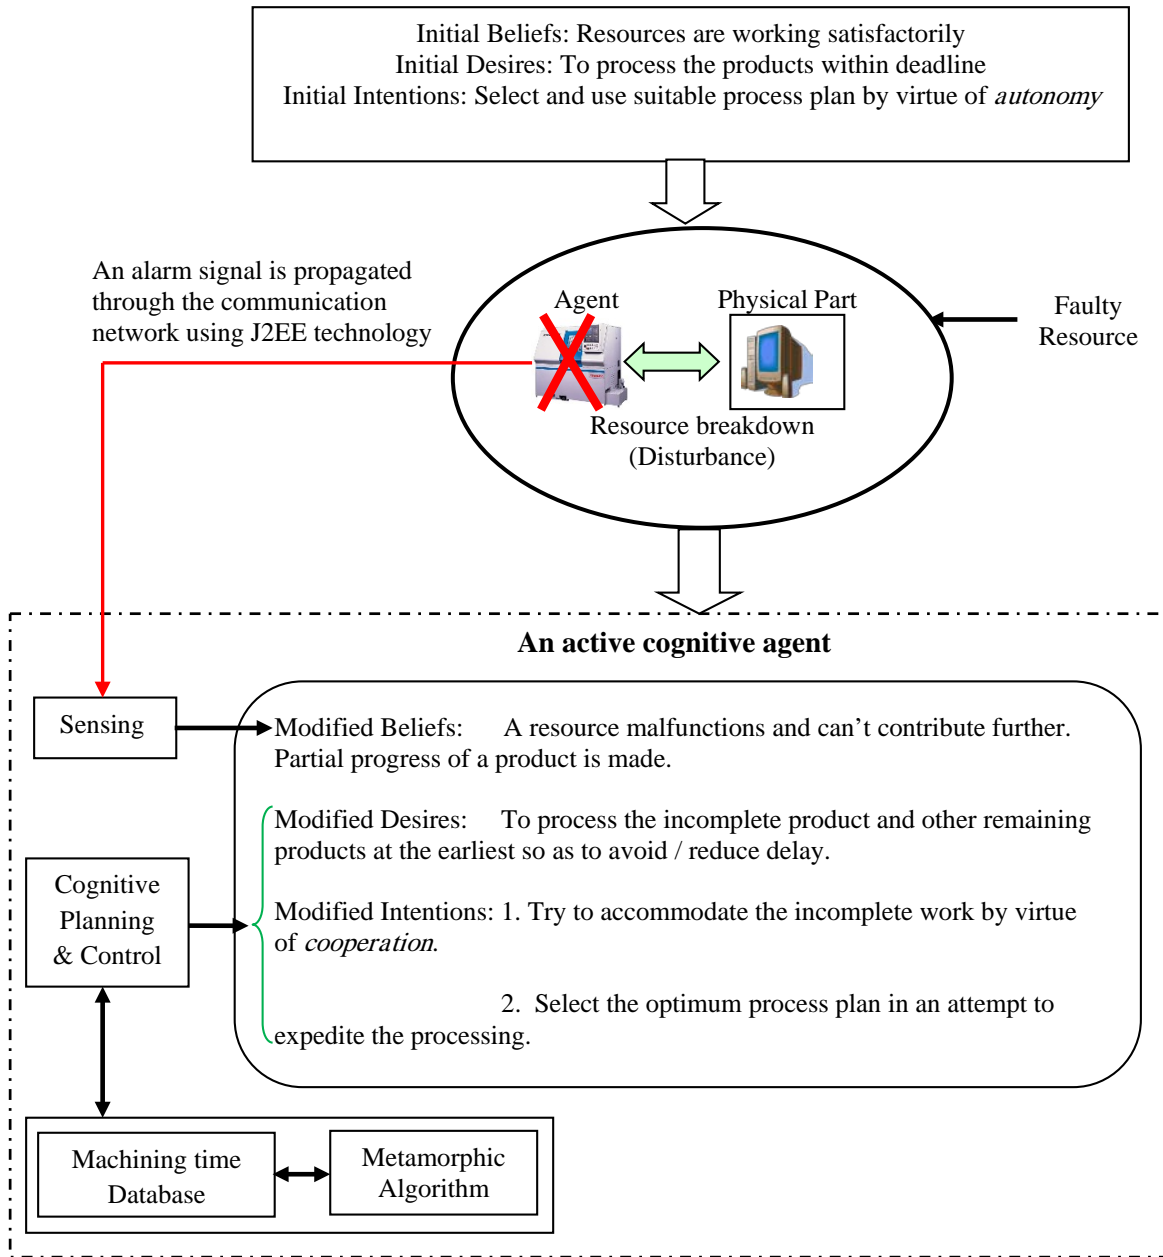 Initial Beliefs: Resources are working satisfactorily
Initial Desires: To process the products within deadline
Initial Intentions: Select and use suitable process plan by virtue of autonomy
An alarm signal is propagated
through the communication
network using J2EE technology
Agent
Physical Part
Faulty
Resource
Resource breakdown
(Disturbance)
An active cognitive agent
Sensing
Modified Beliefs: A resource malfunctions and can’t contribute further.
Partial progress of a product is made.
Modified Desires: To process the incomplete product and other remaining
products at the earliest so as to avoid / reduce delay.
Cognitive
Planning
& Control
Modified Intentions: 1. Try to accommodate the incomplete work by virtue
of cooperation.
2. Select the optimum process plan in an attempt to
expedite the processing.
Machining time
Database
Metamorphic
Algorithm